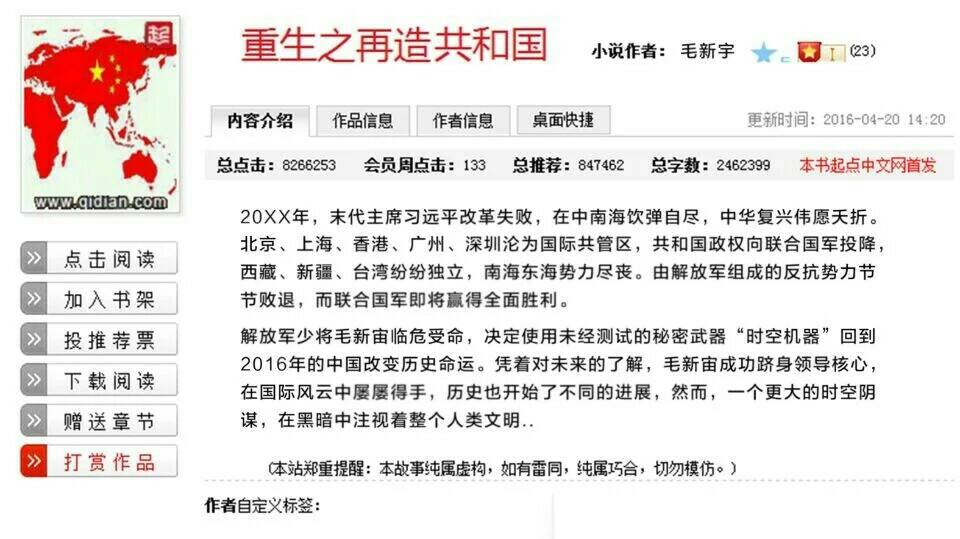 起
www.qidian.com
重生之再造共和国
小说作者： 毛新宇
(23)
内容介绍 作品信息 作者信息 桌面快捷
更新时间：2016-04-20 14:20
总点击：8266253 会员周点击：133 总推荐：847462 总字数：2462399 本书起点中文网首发
点击阅读
加入书架
投推荐票
下载阅读
赠送章节
打赏作品
20XX年，末代主席习远平改革失败，在中南海饮弹自尽，中华复兴伟愿夭折。
北京、上海、香港、广州、深圳沦为国际共管区，共和国政权向联合国军投降，
西藏、新疆、台湾纷纷独立，南海东海势力尽丧。由解放军组成的反抗势力节
节败退，而联合国军即将赢得全面胜利。
解放军少将毛新宙临危受命，决定使用未经测试的秘密武器“时空机器”回到
2016年的中国改变历史命运。凭着对未来的了解，毛新宙成功跻身领导核心，
在国际风云中屡屡得手，历史也开始了不同的进展，然而，一个更大的时空阴
谋，在黑暗中注视着整个人类文明..
(本站郑重提醒：本故事纯属虚构，如有雷同，纯属巧合，切勿模仿。)
作者自定义标签：